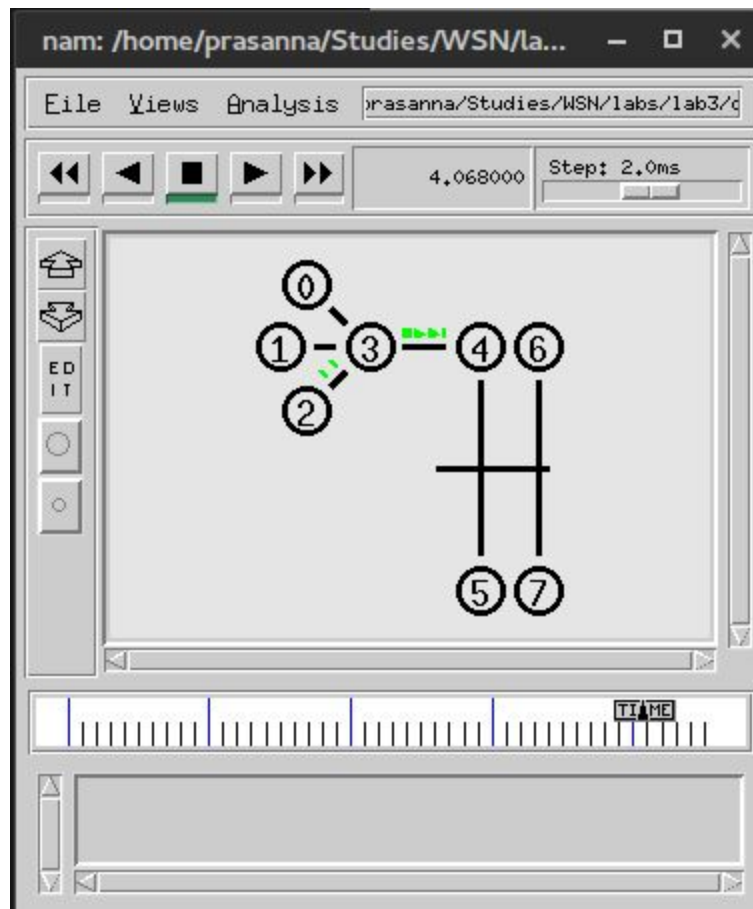 nam: /home/prasanna/Studies/WSN/la...
File Views Analysis prasanna/Studies/WSN/labs/lab3/c
4.068000 Step: 2.0ms
ED
IT
0
1 3 4 6
2
5 7
TIME